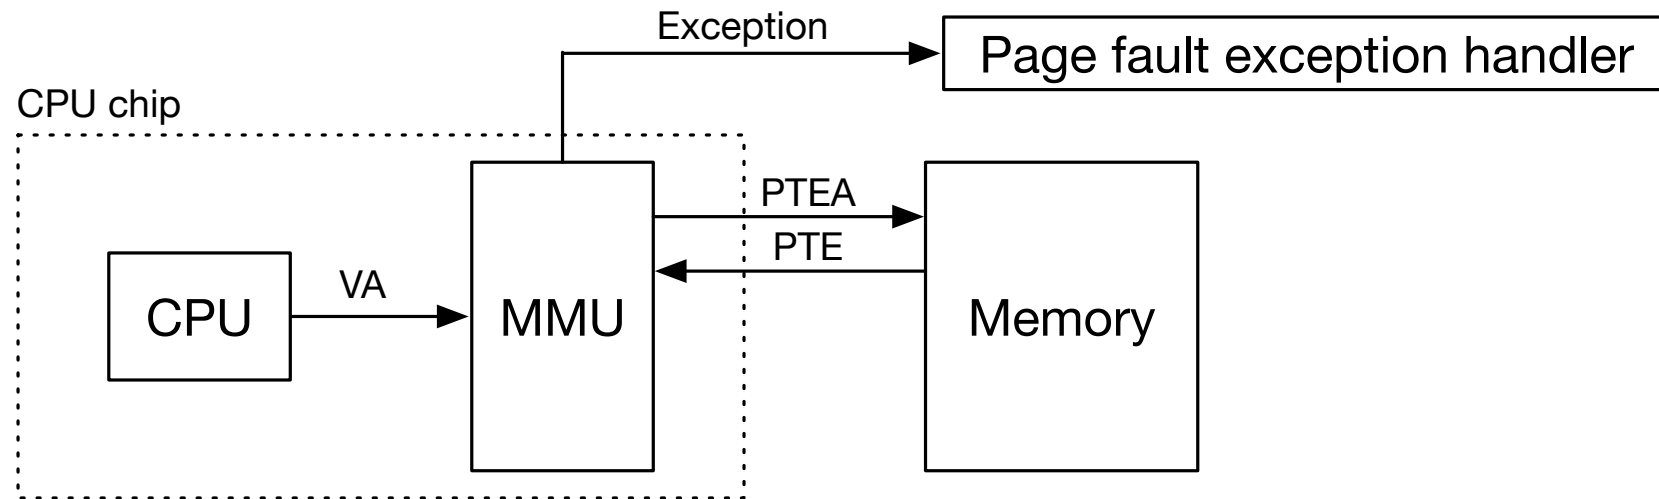 Exception
Page fault exception handler
CPU chip
PTEA
PTE
VA
CPU
MMU
Memory